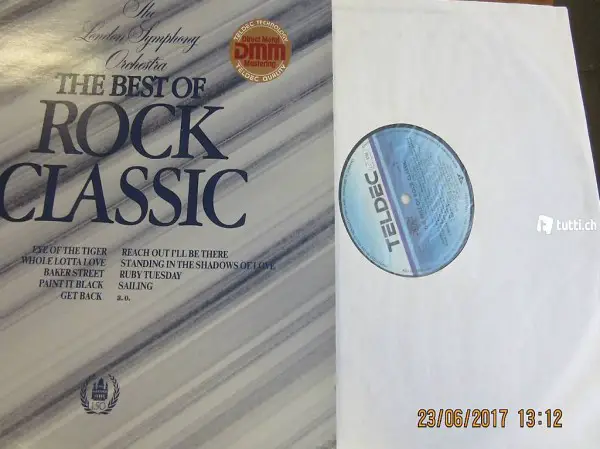 The
London Symphony
Orchestra
TELDEC TECHNOLOGY
Direct Metal
DMM
Mastering
TELDEC QUALITY
THE BEST OF
ROCK
CLASSIC
EYE OF THE TIGER
WHOLE LOTTA LOVE
BAKER STREET
PAINT IT BLACK
GET BACK
REACH OUT I'LL BE THERE
STANDING IN THE SHADOWS OF LOVE
RUBY TUESDAY
SAILING
a.o.
LSO
TELDEC
tutti.ch
23/06/2017 13:12